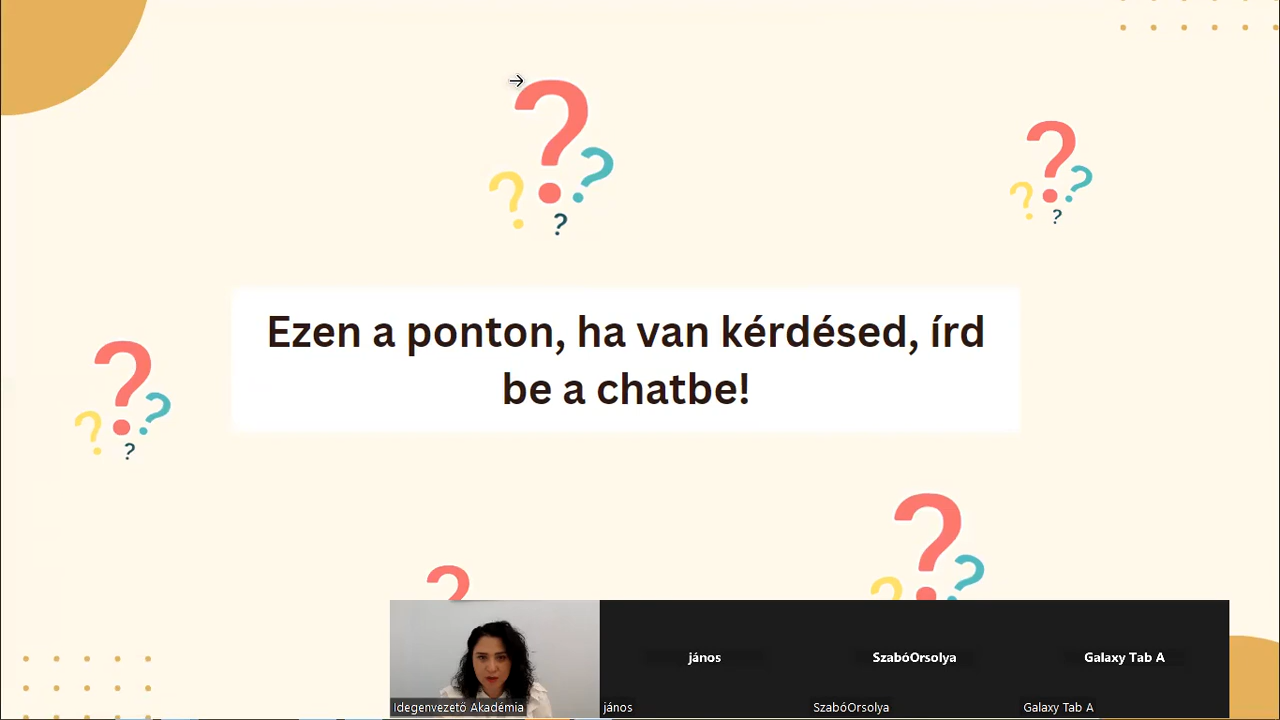 Ezen a ponton, ha van kérdésed, írd
be a chatbe!
János
SzabóOrsolya
Galaxy Tab A
Idegenvezető Akadémia
János
SzabóOrsolya
Galaxy Tab A